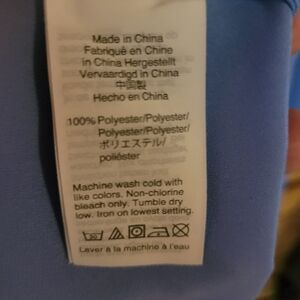 Made in China
Fabriqué en Chine
in China Hergestellt
Vervaardigd in China
中国製
Hecho en China
100% Polyester/Polyester/
Polyester/Polyester/
ポリエステル/
poliéster
Machine wash cold with
like colors. Non-chlorine
bleach only. Tumble dry
low. Iron on lowest setting.
Laver à la machine à l'eau